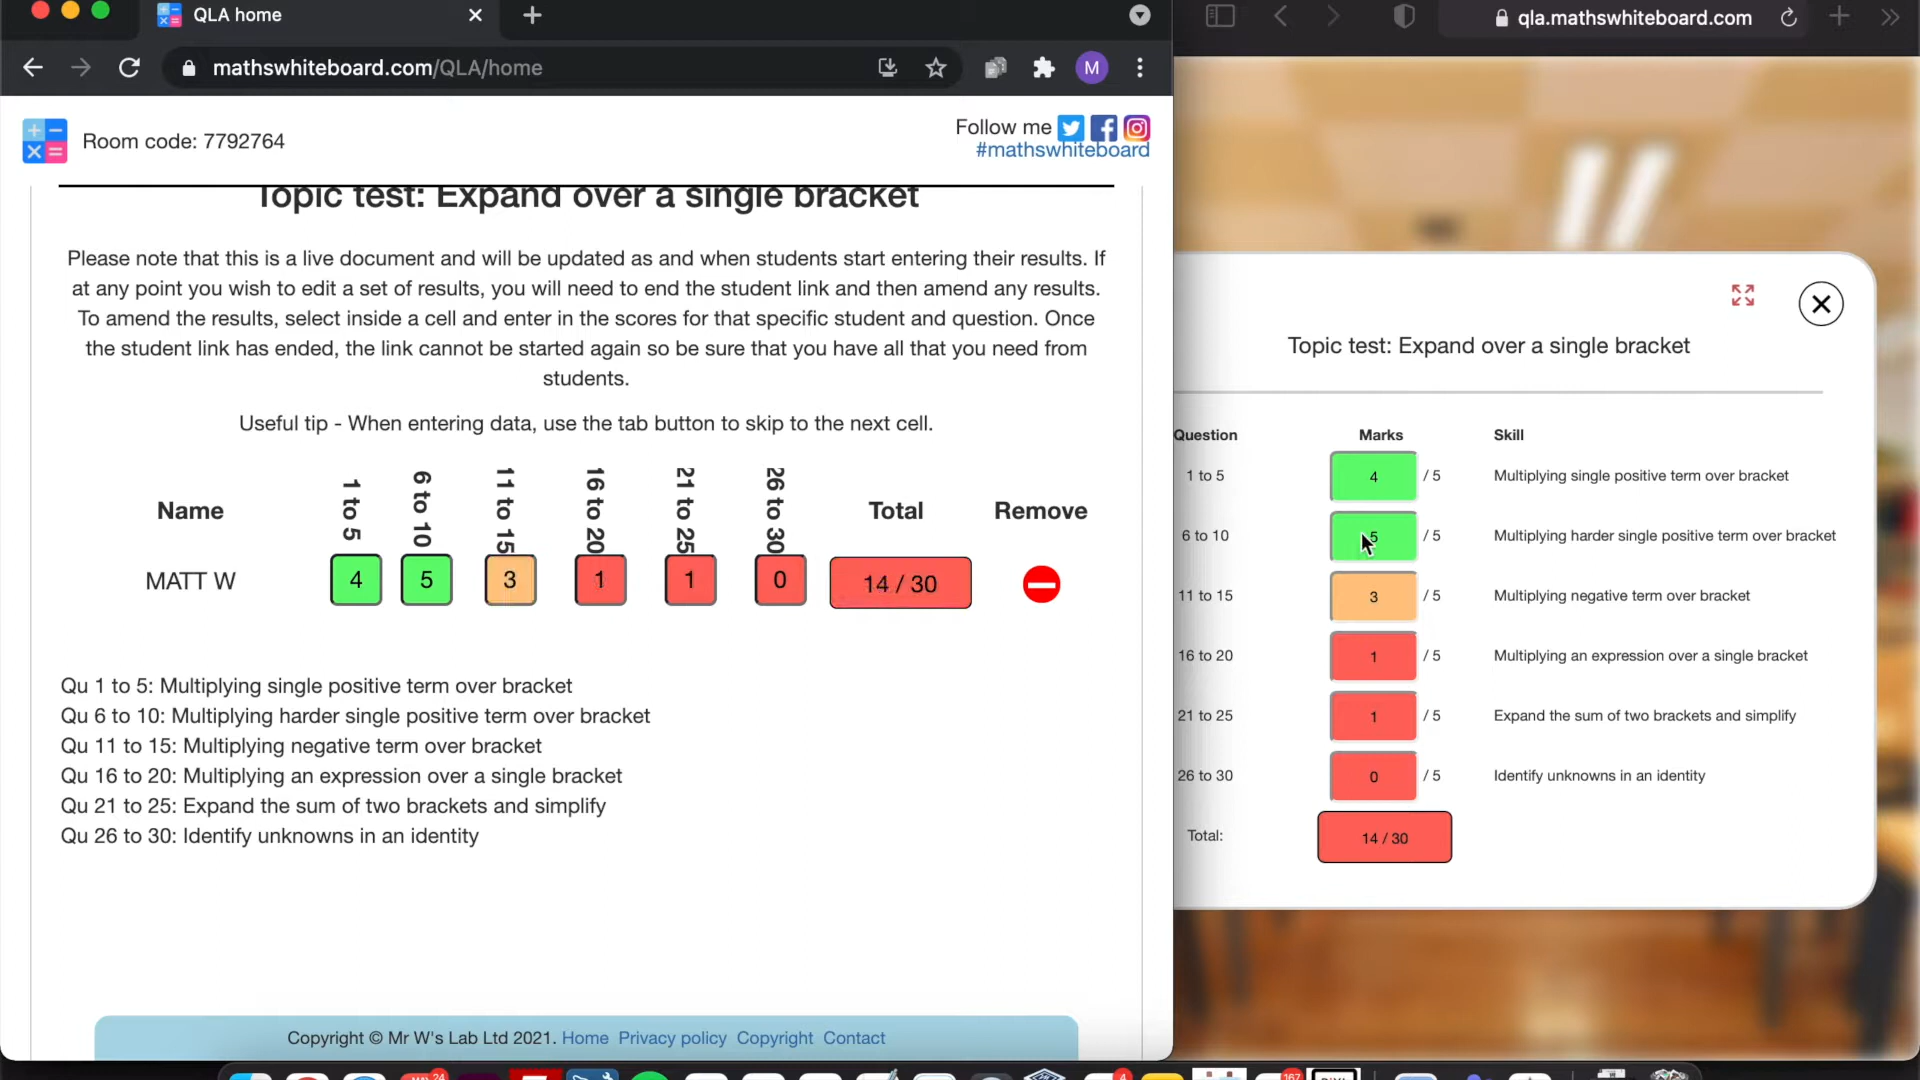 QLA home
mathswhiteboard.com/QLA/home
M
Room code: 7792764
Follow me
#mathswhiteboard
Topic test: Expand over a single bracket
Please note that this is a live document and will be updated as and when students start entering their results. If
at any point you wish to edit a set of results, you will need to end the student link and then amend any results.
To amend the results, select inside a cell and enter in the scores for that specific student and question. Once
the student link has ended, the link cannot be started again so be sure that you have all that you need from
students.
Useful tip - When entering data, use the tab button to skip to the next cell.
Name 1 to 5 6 to 10 11 to 15 16 to 20 21 to 25 26 to 30 Total Remove
MATT W 4 5 3 1 1 0 14 / 30
Qu 1 to 5: Multiplying single positive term over bracket
Qu 6 to 10: Multiplying harder single positive term over bracket
Qu 11 to 15: Multiplying negative term over bracket
Qu 16 to 20: Multiplying an expression over a single bracket
Qu 21 to 25: Expand the sum of two brackets and simplify
Qu 26 to 30: Identify unknowns in an identity
Copyright © Mr W's Lab Ltd 2021. Home Privacy policy Copyright Contact
qla.mathswhiteboard.com
Topic test: Expand over a single bracket
Question Marks Skill
1 to 5 4 / 5 Multiplying single positive term over bracket
6 to 10 5 / 5 Multiplying harder single positive term over bracket
11 to 15 3 / 5 Multiplying negative term over bracket
16 to 20 1 / 5 Multiplying an expression over a single bracket
21 to 25 1 / 5 Expand the sum of two brackets and simplify
26 to 30 0 / 5 Identify unknowns in an identity
Total: 14 / 30
24
4
167